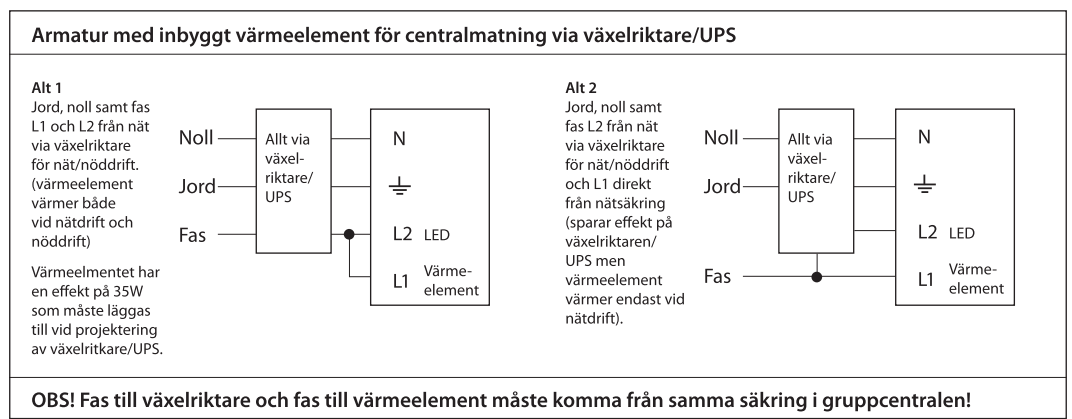 Armatur med inbyggt värmeelement för centralmatning via växelriktare/UPS
Alt 1
Jord, noll samt fas
L1 och L2 från nät
via växelriktare
för nät/nöddrift.
(värmeelement
värmer både
vid nätdrift och
nöddrift)
Värmeelmentet har
en effekt på 35W
som måste läggas
till vid projektering
av växelritkare/UPS.
Noll
Jord
Fas
Allt via
växel-
riktare/
UPS
N
L2 LED
L1 Värme-
element
Alt 2
Jord, noll samt
fas L2 från nät
via växelriktare
för nät/nöddrift
och L1 direkt
från nätsäkring
(sparar effekt på
växelriktaren/
UPS men
värmeelement
värmer endast vid
nätdrift).
Noll
Jord
Fas
Allt via
växel-
riktare/
UPS
N
L2 LED
L1 Värme-
element
OBS! Fas till växelriktare och fas till värmeelement måste komma från samma säkring i gruppcentralen!